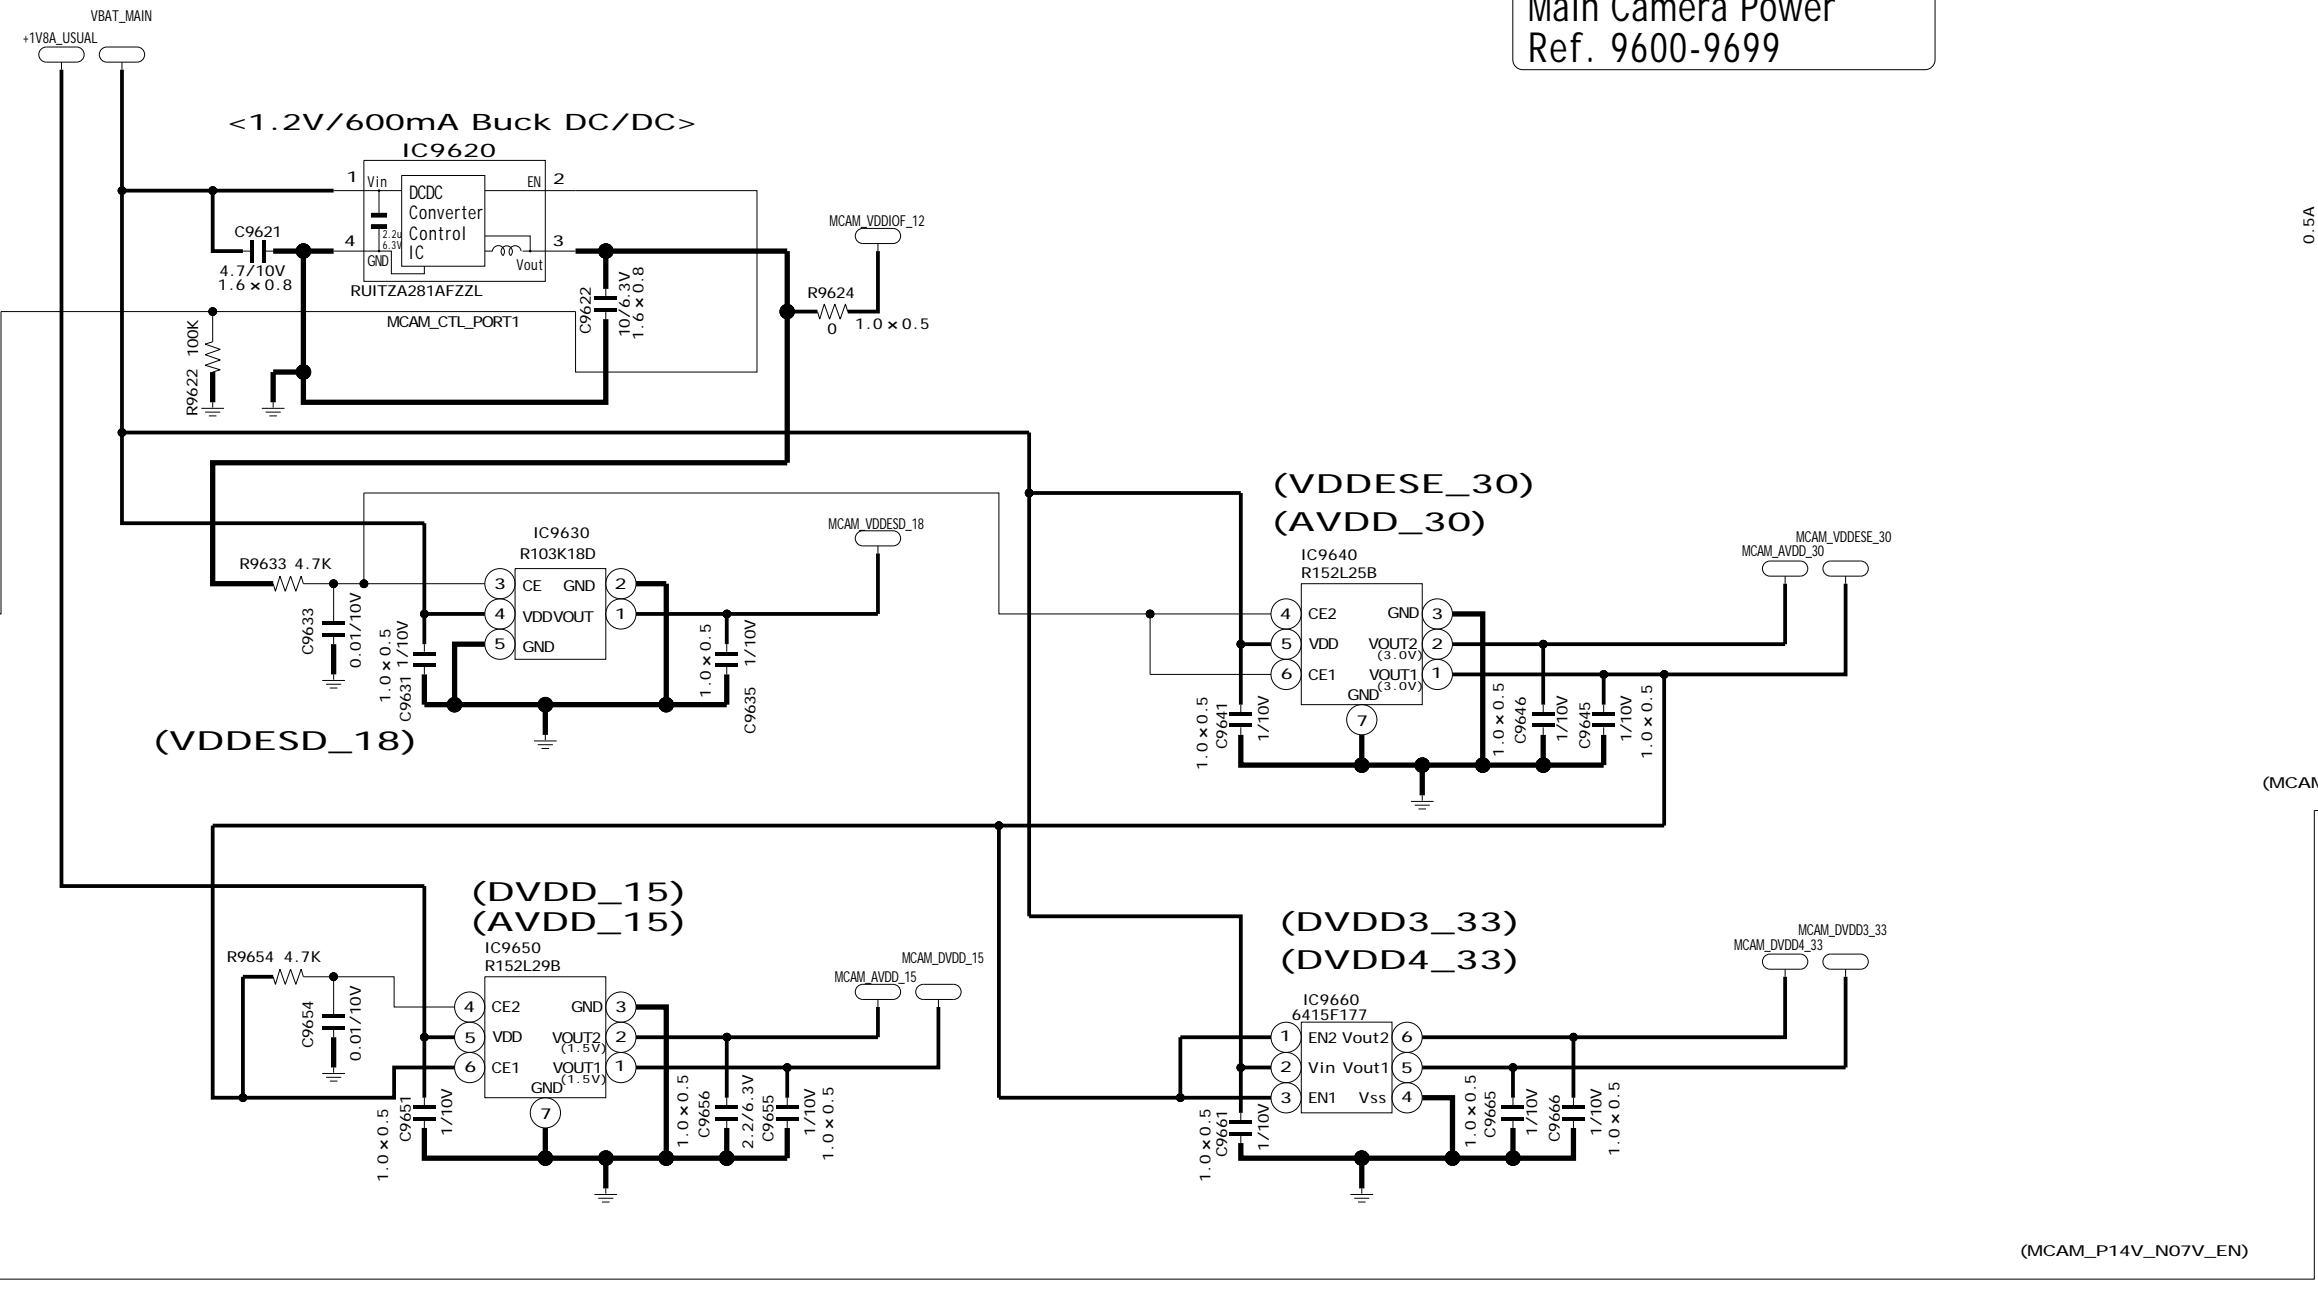 VBAT_MAIN
+1V8A_USUAL
Main Camera Power
Ref. 9600-9699
<1.2V/600mA Buck DC/DC>
IC9620
1 Vin
EN 2
DCDC
Converter
Control
IC
2.2u
6.3V
4
GND
3
Vout
RUITZA281AFZZL
C9621
4.7/10V
1.6×0.8
MCAM_CTL_PORT1
R9622 100K
C9622
10/6.3V
1.6×0.8
MCAM_VDDIOF_12
R9624
0
1.0×0.5
0.5A
IC9630
R103K18D
R9633 4.7K
3 CE GND 2
4 VDD VOUT 1
5 GND
C9633
0.01/10V
1.0×0.5
C9631 1/10V
1.0×0.5
1/10V
C9635
MCAM_VDDESD_18
(VDDESD_18)
(VDDESE_30)
(AVDD_30)
IC9640
R152L25B
MCAM_VDDESE_30
MCAM_AVDD_30
4 CE2 GND 3
5 VDD VOUT2 2
(3.0V)
6 CE1 VOUT1 1
(3.0V)
GND
7
1.0×0.5
C9641
1/10V
1.0×0.5
C9646
1/10V
C9645
1/10V
1.0×0.5
(MCAM
(DVDD_15)
(AVDD_15)
IC9650
R152L29B
R9654 4.7K
C9654
0.01/10V
4 CE2 GND 3
5 VDD VOUT2 2
(1.5V)
6 CE1 VOUT1 1
(1.5V)
GND
7
1.0×0.5
C9651
1/10V
1.0×0.5
C9656
2.2/6.3V
C9655
1/10V
1.0×0.5
MCAM_DVDD_15
MCAM_AVDD_15
(DVDD3_33)
(DVDD4_33)
IC9660
6415F177
MCAM_DVDD3_33
MCAM_DVDD4_33
1 EN2 Vout2 6
2 Vin Vout1 5
3 EN1 Vss 4
1.0×0.5
C9661
1/10V
1.0×0.5
C9665
1/10V
C9666
1/10V
1.0×0.5
(MCAM_P14V_N07V_EN)